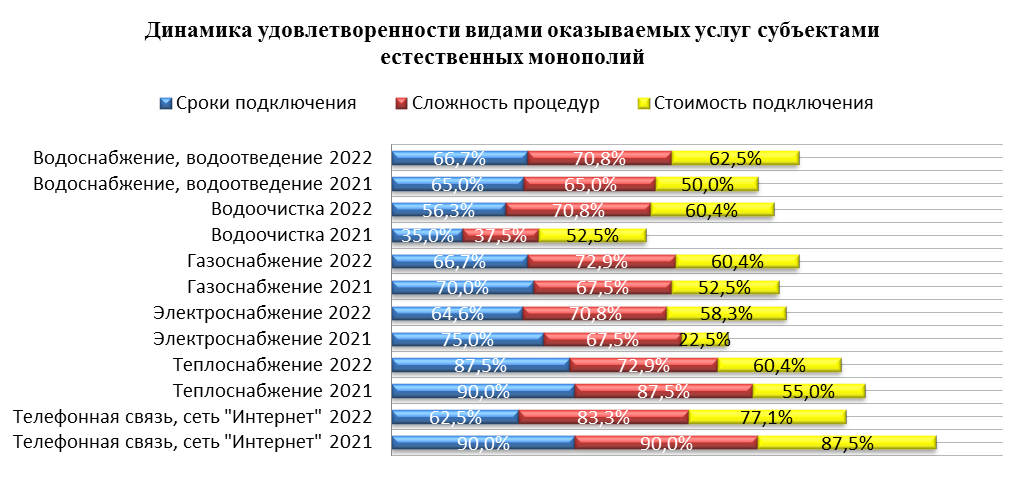 Динамика удовлетворенности видами оказываемых услуг субъектами
естественных монополий
Сроки подключения Сложность процедур Стоимость подключения
Водоснабжение, водоотведение 2022 66,7% 70,8% 62,5%
Водоснабжение, водоотведение 2021 65,0% 65,0% 50,0%
Водоочистка 2022 56,3% 70,8% 60,4%
Водоочистка 2021 35,0% 37,5% 52,5%
Газоснабжение 2022 66,7% 72,9% 60,4%
Газоснабжение 2021 70,0% 67,5% 52,5%
Электроснабжение 2022 64,6% 70,8% 58,3%
Электроснабжение 2021 75,0% 67,5% 22,5%
Теплоснабжение 2022 87,5% 72,9% 60,4%
Теплоснабжение 2021 90,0% 87,5% 55,0%
Телефонная связь, сеть "Интернет" 2022 62,5% 83,3% 77,1%
Телефонная связь, сеть "Интернет" 2021 90,0% 90,0% 87,5%